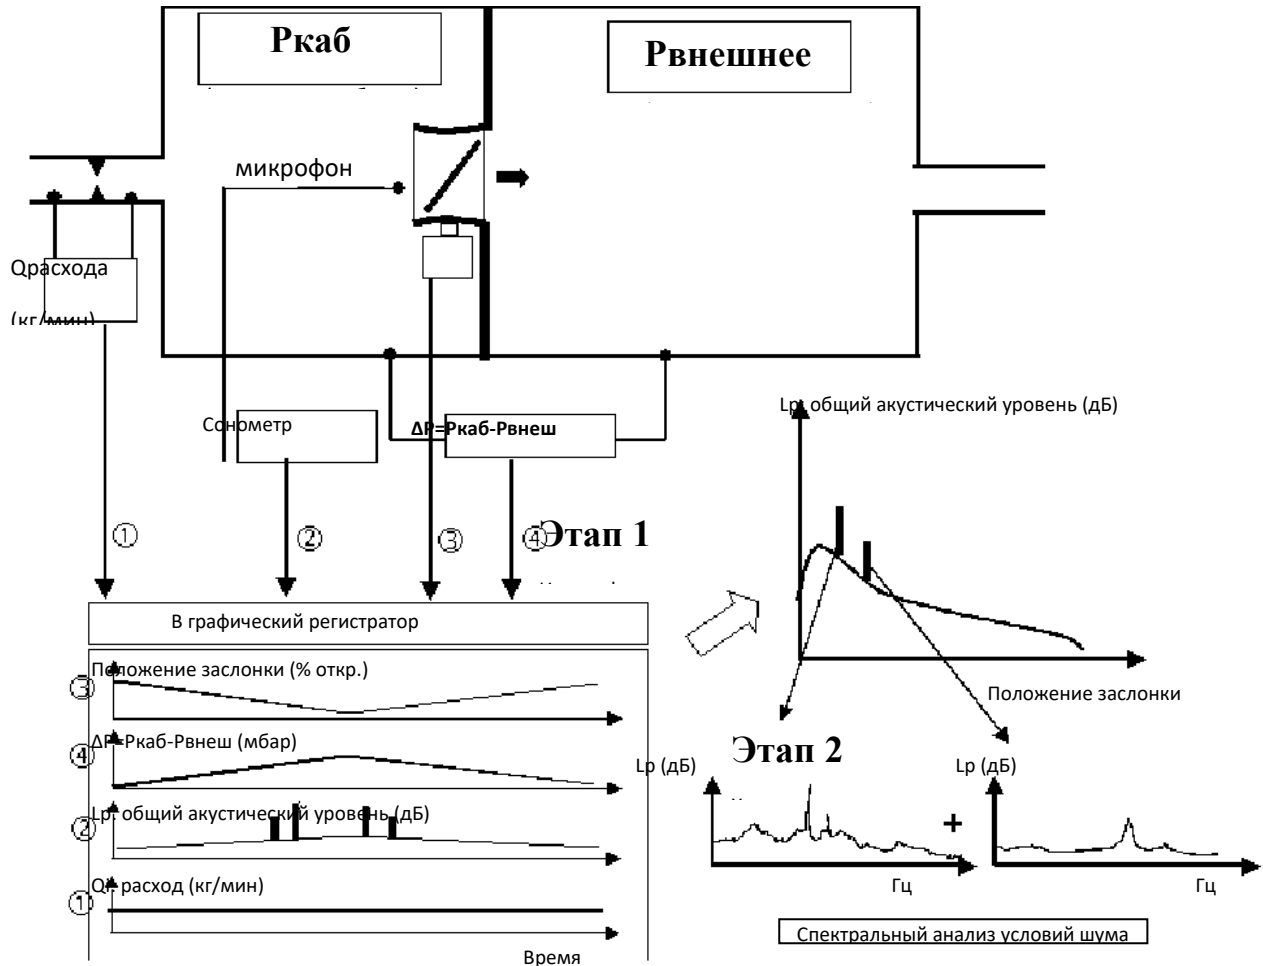 Ркаб
Рвнешнее
микрофон
Qрасхода
(кг/мин)
Сонометр
ΔP=Ркаб-Рвнеш
Lp: общий акустический уровень (дБ)
①
②
③
④
Этап 1
В графический регистратор
Положение заслонки (% откр.)
③
ΔP=Ркаб-Рвнеш (мбар)
④
Lp: общий акустический уровень (дБ)
②
Q: расход (кг/мин)
①
Время
Положение заслонки
Этап 2
Lp (дБ)
Lp (дБ)
+
Гц
Гц
Спектральный анализ условий шума